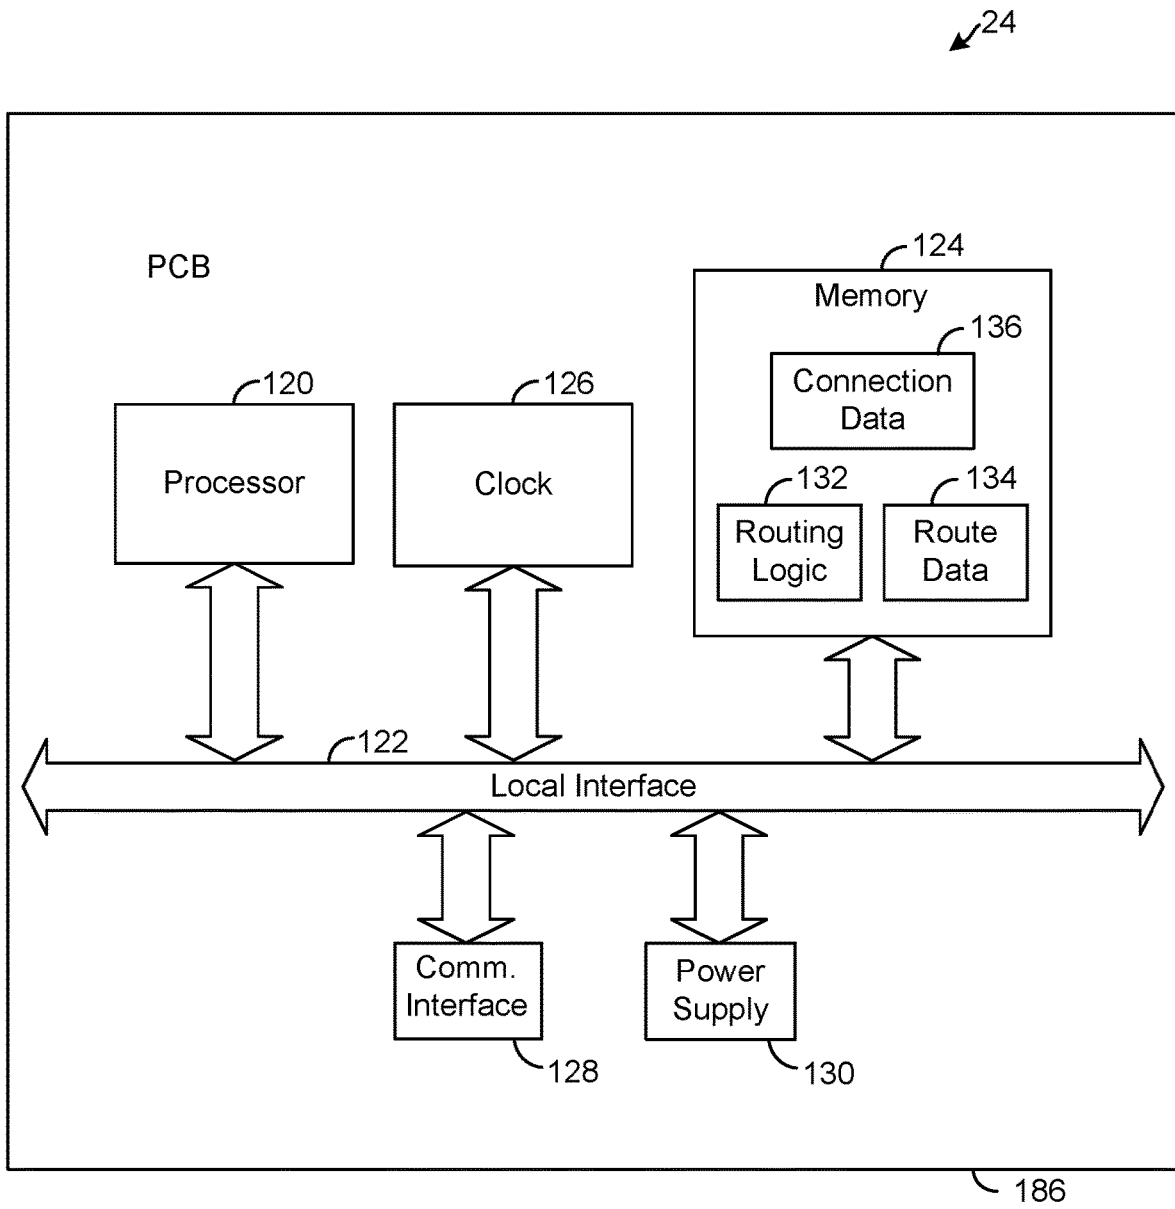 24
PCB
124
Memory
136
Connection
Data
120
126
Processor
Clock
132
134
Routing
Logic
Route
Data
122
Local Interface
Comm.
Interface
Power
Supply
128
130
186